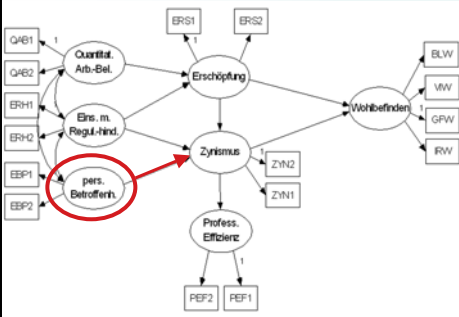 ERS1
ERS2
QAB1
1
1
Quantitat.
Arb.-Bel.
QAB2
Erschöpfung
BLW
ERH1
VIW
Eins. m.
Regul.-hind.
Wohlbefinden
1
GFW
ERH2
Zynismus
IRW
1
ZYN2
EBP1
pers.
Betroffenh.
ZYN1
EBP2
Profess.
Effizienz
1
PEF2
PEF1